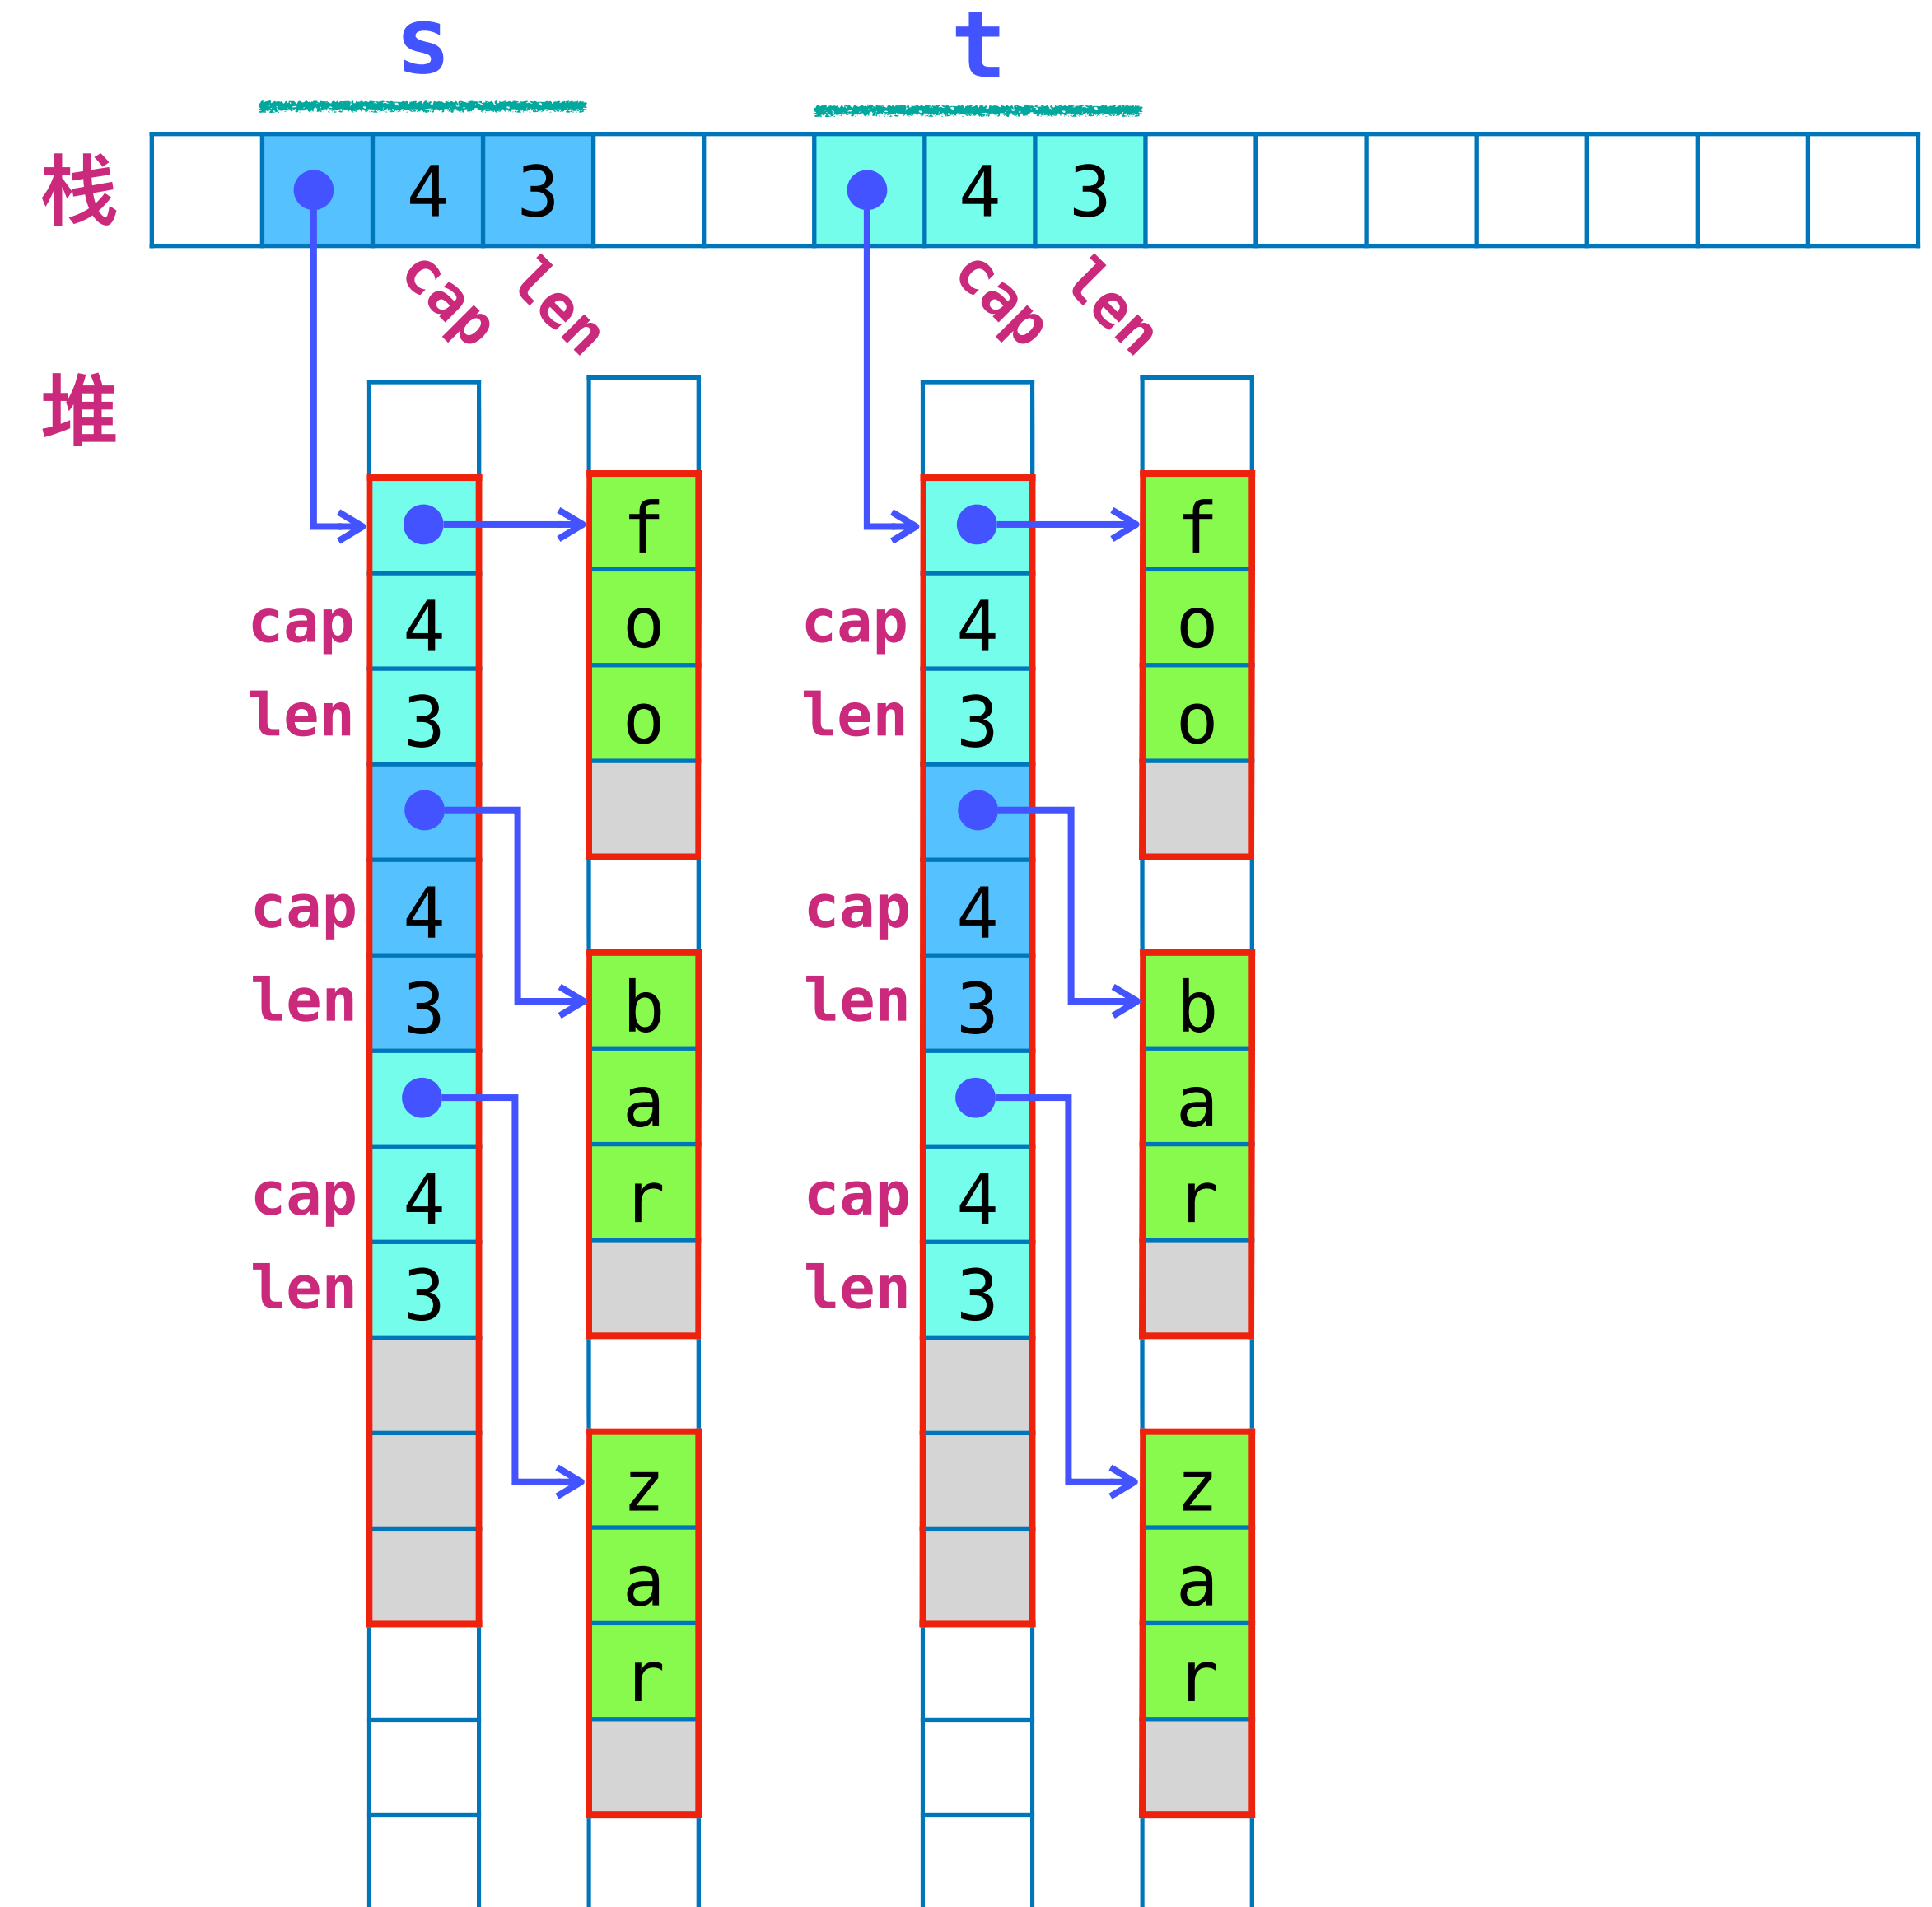 s t
栈 4 3 4 3
cap len cap len
堆
f f
cap 4 o cap 4 o
len 3 o len 3 o
cap 4 cap 4
len 3 b len 3 b
a a
cap 4 r cap 4 r
len 3 len 3
z z
a a
r r